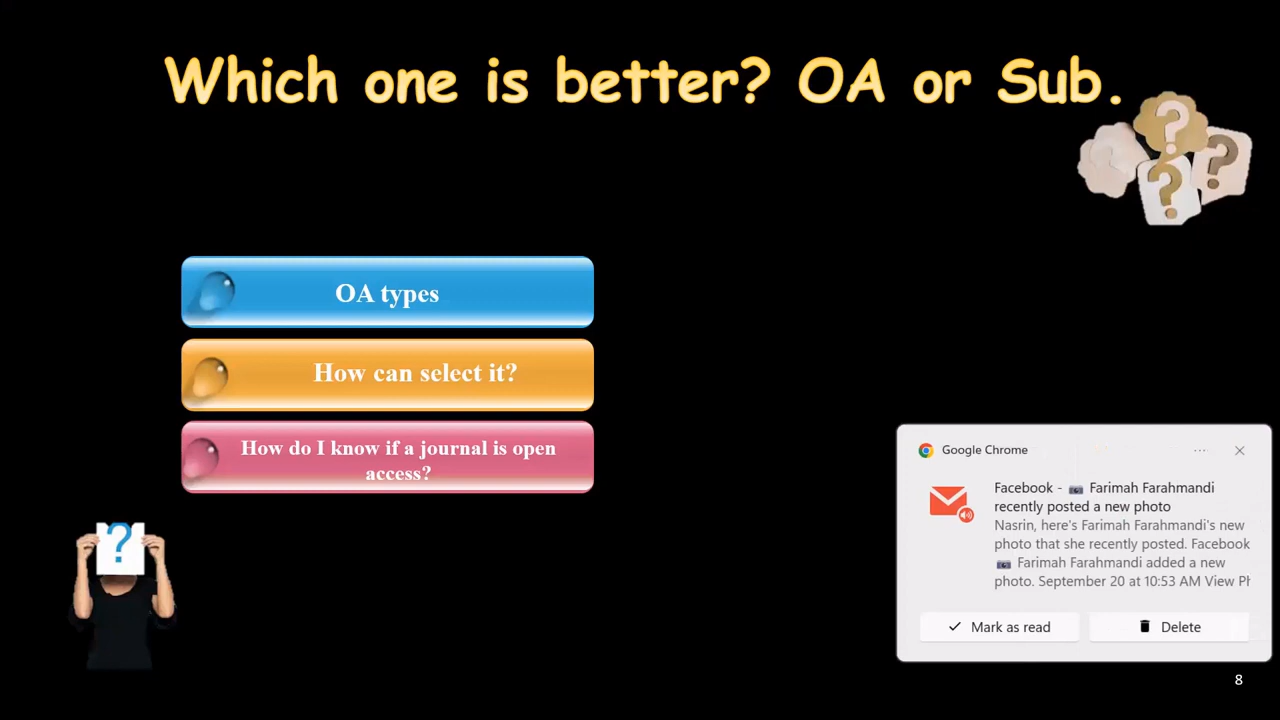 Which one is better? OA or Sub.
OA types
How can select it?
How do I know if a journal is open
access?
Google Chrome
Facebook - 📷 Farimah Farahmandi
recently posted a new photo
Nasrin, here's Farimah Farahmandi's new
photo that she recently posted. Facebook
📷 Farimah Farahmandi added a new
photo. September 20 at 10:53 AM View Ph
Mark as read
Delete
8